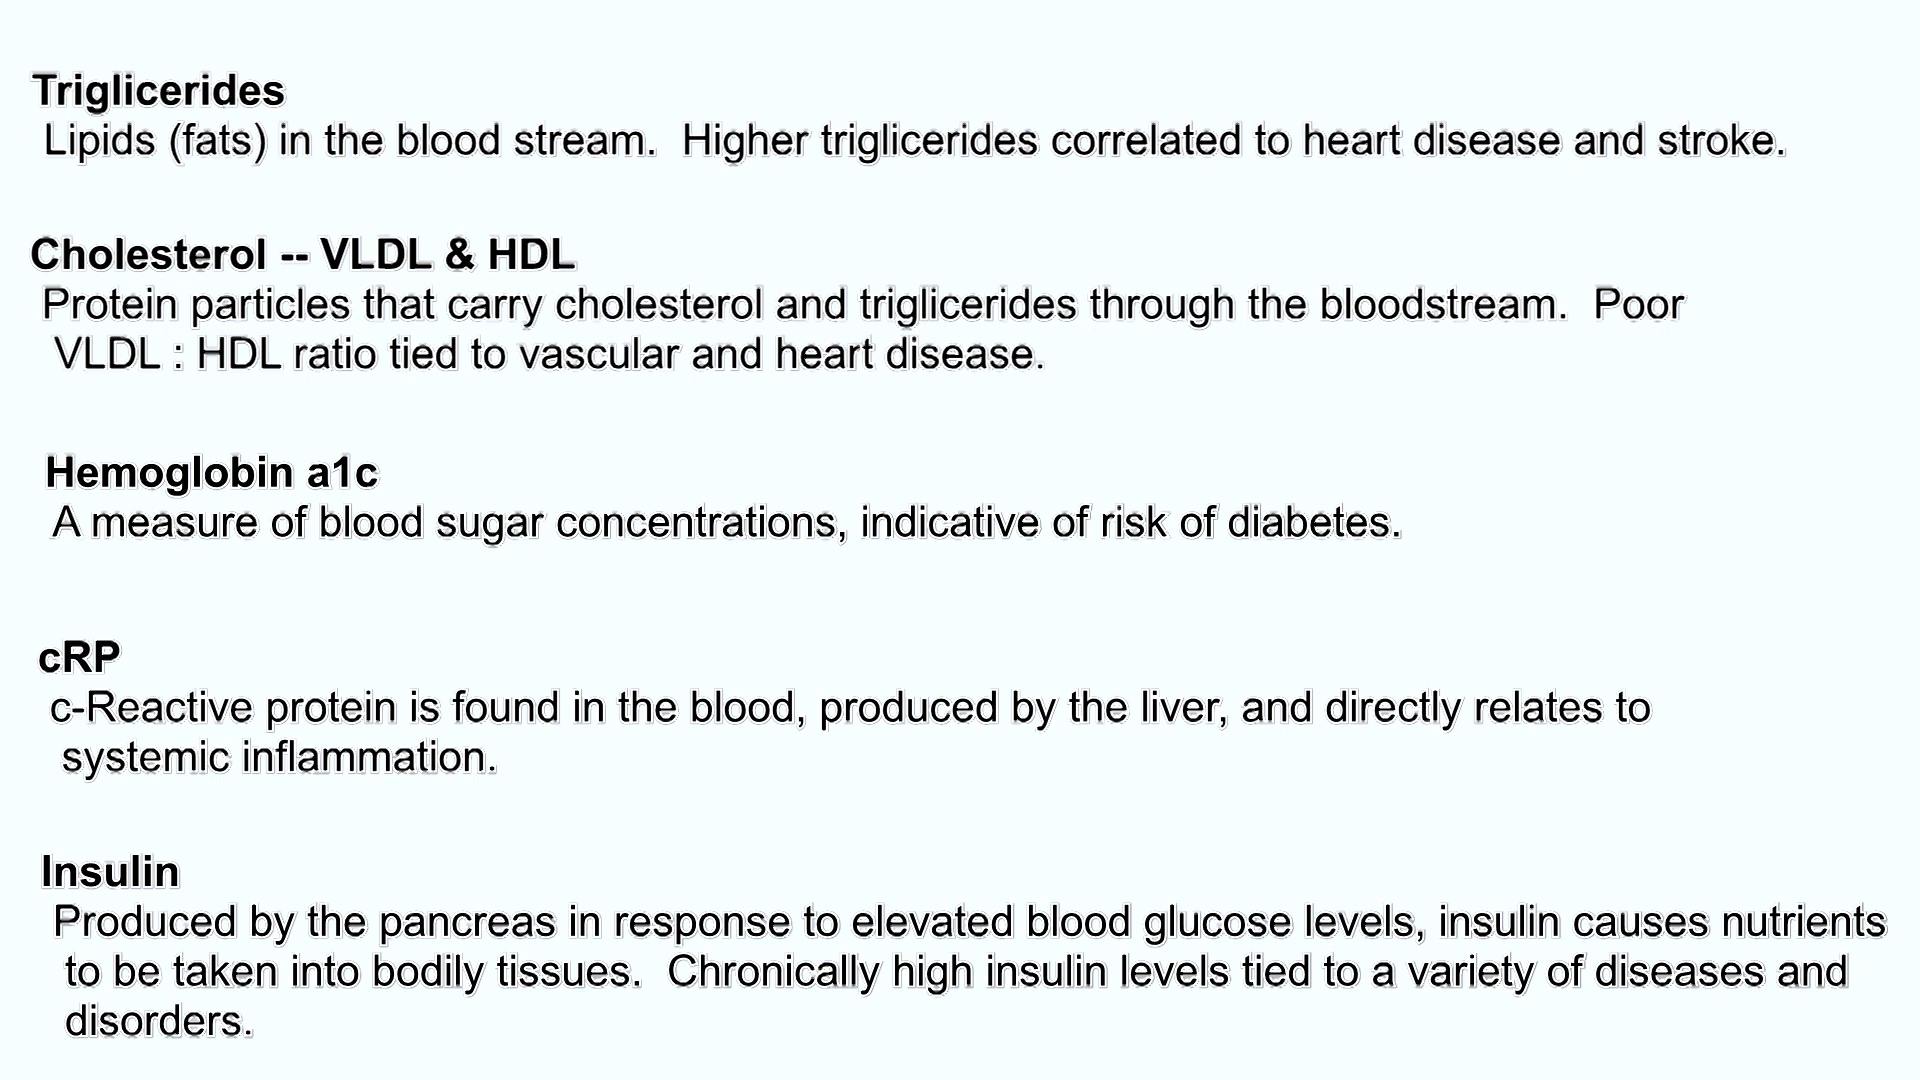 Triglicerides
Lipids (fats) in the blood stream.  Higher triglicerides correlated to heart disease and stroke.
Cholesterol -- VLDL & HDL
Protein particles that carry cholesterol and triglicerides through the bloodstream.  Poor
VLDL : HDL ratio tied to vascular and heart disease.
Hemoglobin a1c
A measure of blood sugar concentrations, indicative of risk of diabetes.
cRP
c-Reactive protein is found in the blood, produced by the liver, and directly relates to
systemic inflammation.
Insulin
Produced by the pancreas in response to elevated blood glucose levels, insulin causes nutrients
to be taken into bodily tissues.  Chronically high insulin levels tied to a variety of diseases and
disorders.